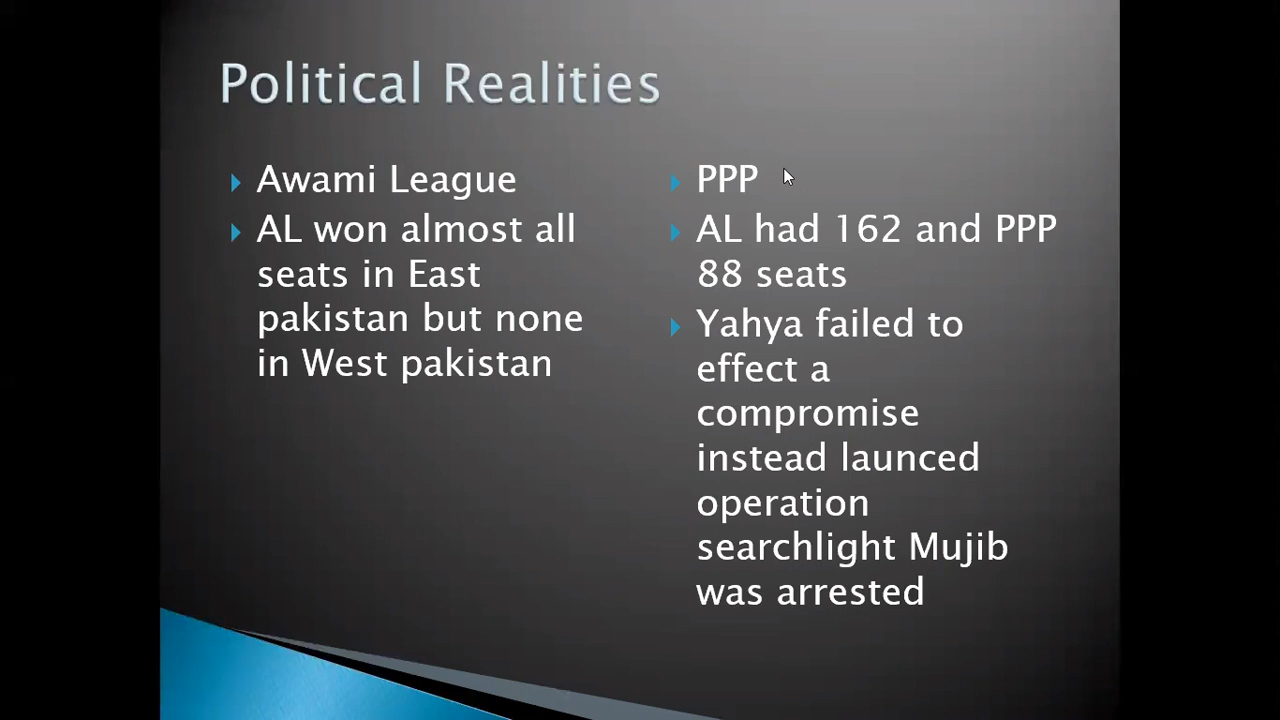 Political Realities
Awami League
AL won almost all
seats in East
pakistan but none
in West pakistan
PPP
AL had 162 and PPP
88 seats
Yahya failed to
effect a
compromise
instead launced
operation
searchlight Mujib
was arrested